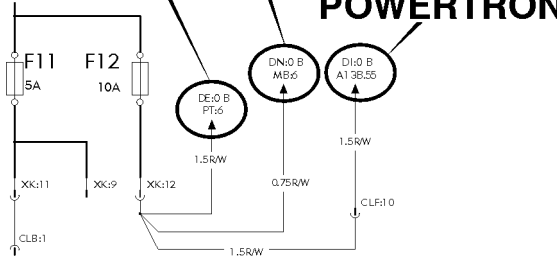 POWERTRON
F11
5A
F12
10A
DE:0 B
PT:6
DN:0 B
MB:6
DI:0 B
A13B.55
1.5R/W
0.75R/W
1.5R/W
XK:11
XK:9
XK:12
CLF:10
CLB:1
1.5R/W